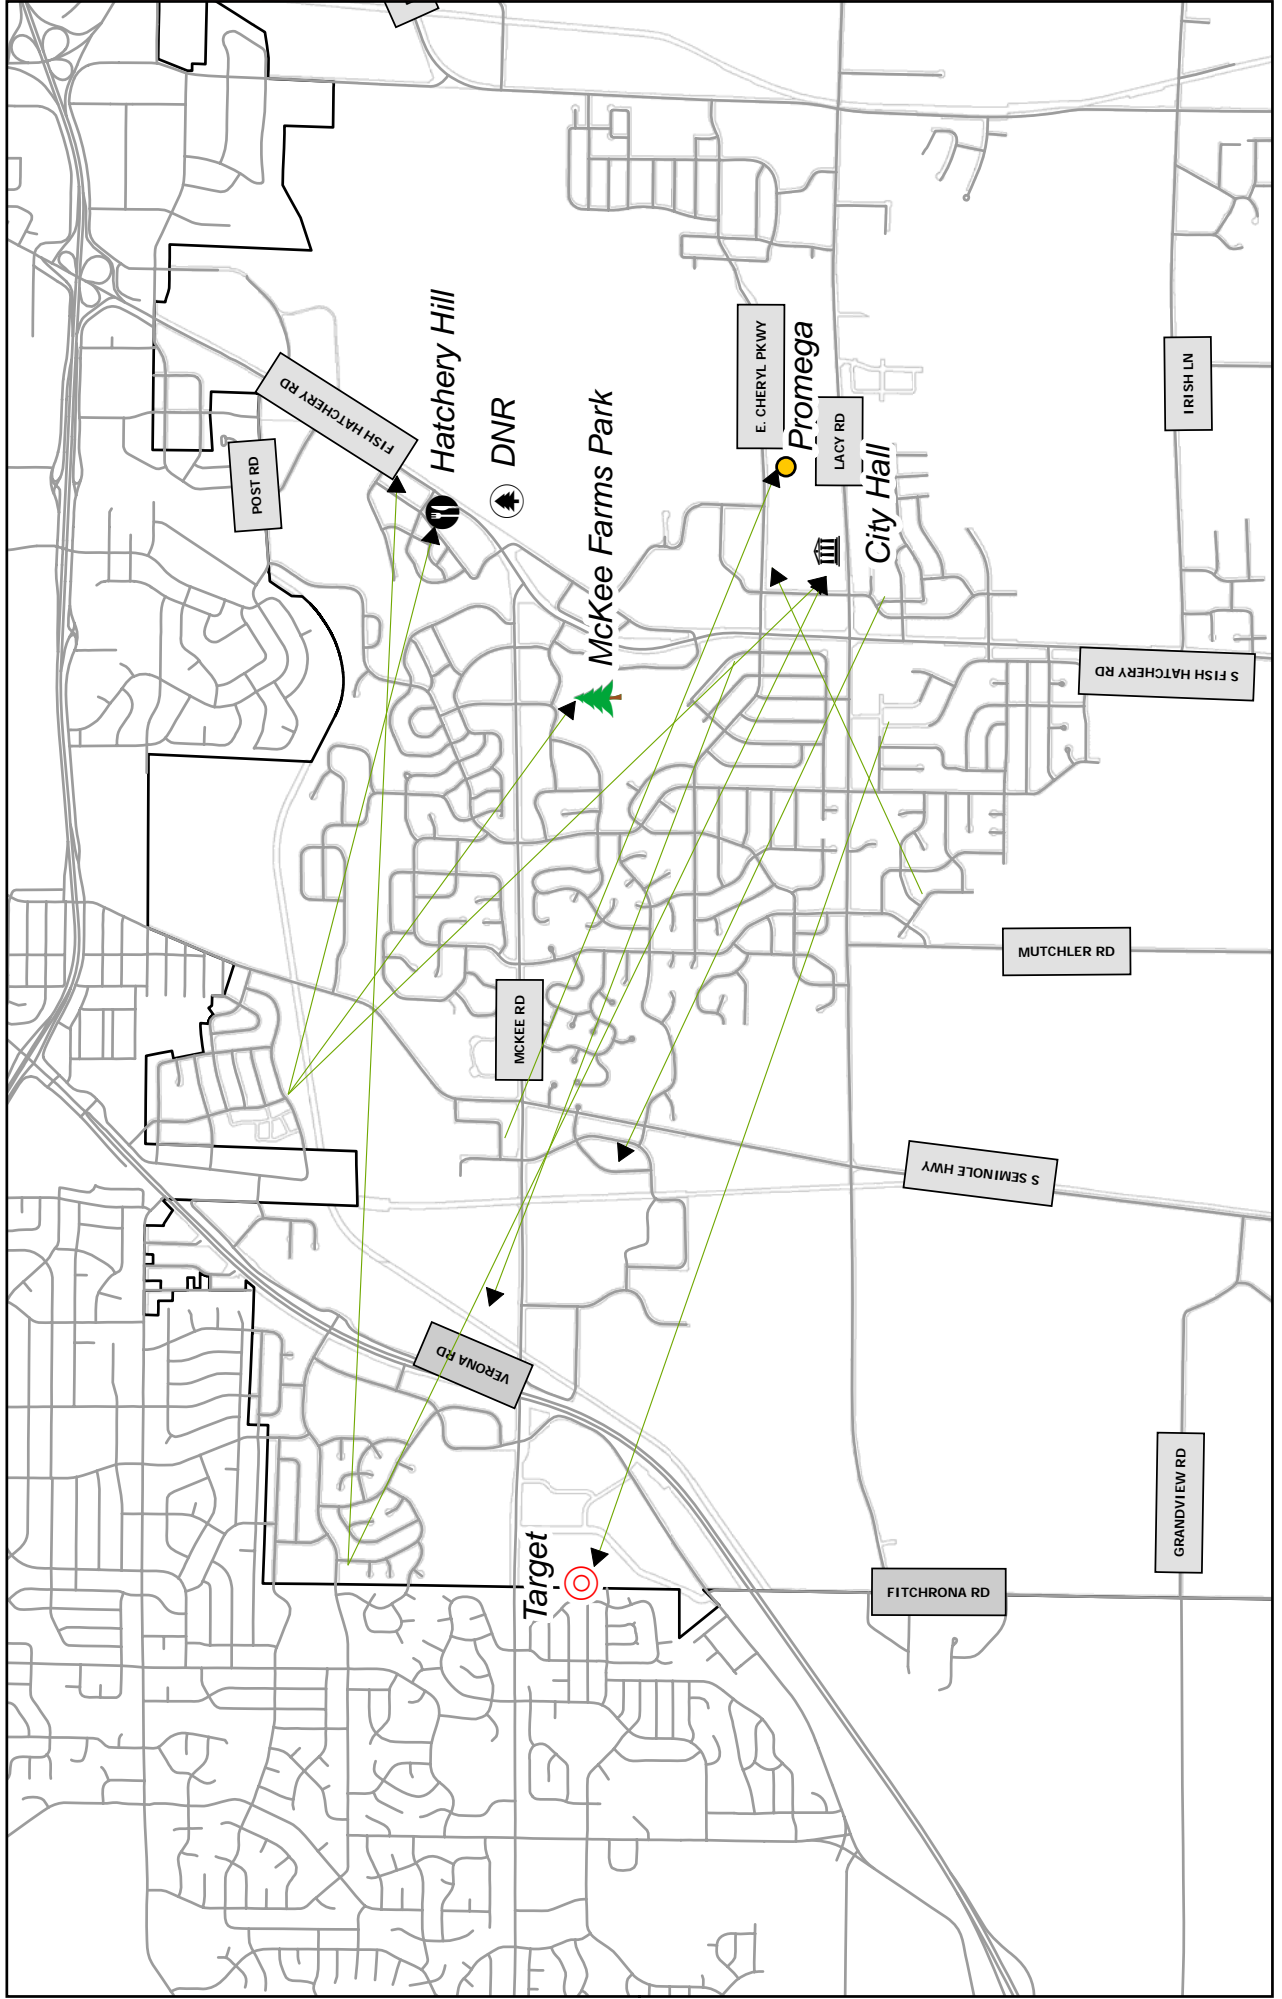 FISH HATCHERY RD
POST RD
Hatchery Hill
DNR
McKee Farms Park
E. CHERYL PKWY
Promega
LACY RD
City Hall
IRISH LN
S FISH HATCHERY RD
MUTCHLER RD
MCKEE RD
S SEMINOLE HWY
VERONA RD
GRANDVIEW RD
Target
FITCHRONA RD